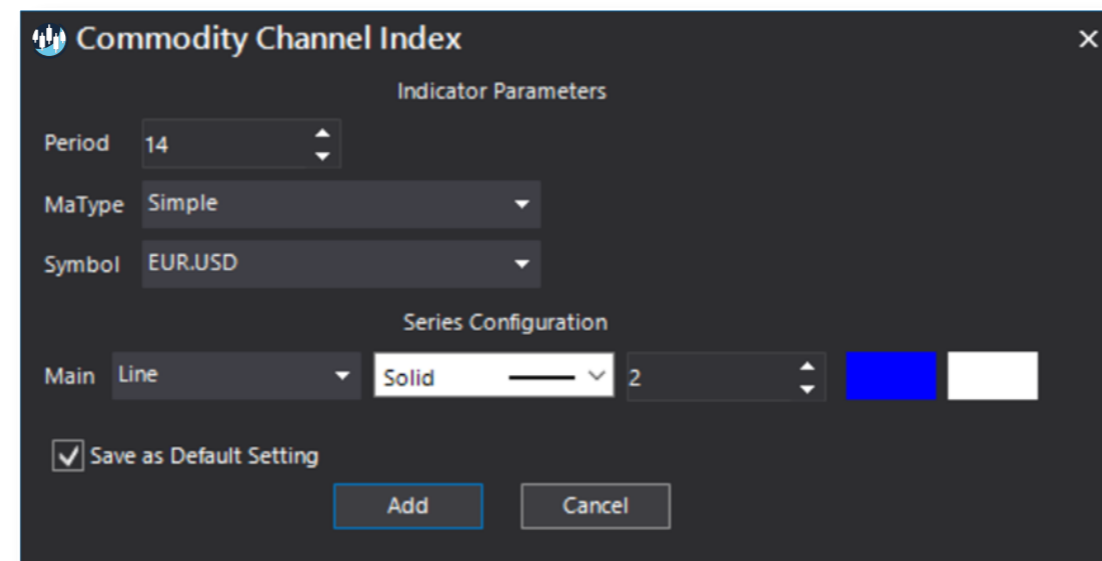 Commodity Channel Index
Indicator Parameters
Period 14
MaType Simple
Symbol EUR.USD
Series Configuration
Main Line Solid 2
Save as Default Setting
Add Cancel